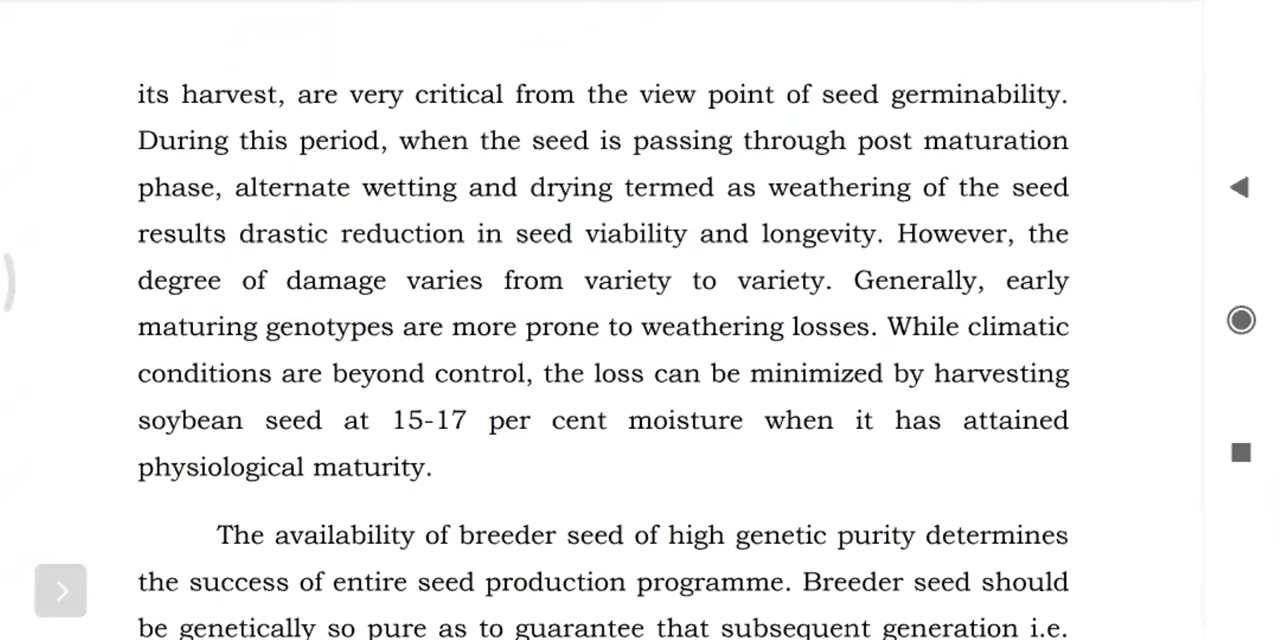 its harvest, are very critical from the view point of seed germinability.
During this period, when the seed is passing through post maturation
phase, alternate wetting and drying termed as weathering of the seed
results drastic reduction in seed viability and longevity. However, the
degree of damage varies from variety to variety. Generally, early
maturing genotypes are more prone to weathering losses. While climatic
conditions are beyond control, the loss can be minimized by harvesting
soybean seed at 15-17 per cent moisture when it has attained
physiological maturity.
The availability of breeder seed of high genetic purity determines
the success of entire seed production programme. Breeder seed should
be genetically so pure as to guarantee that subsequent generation i.e.